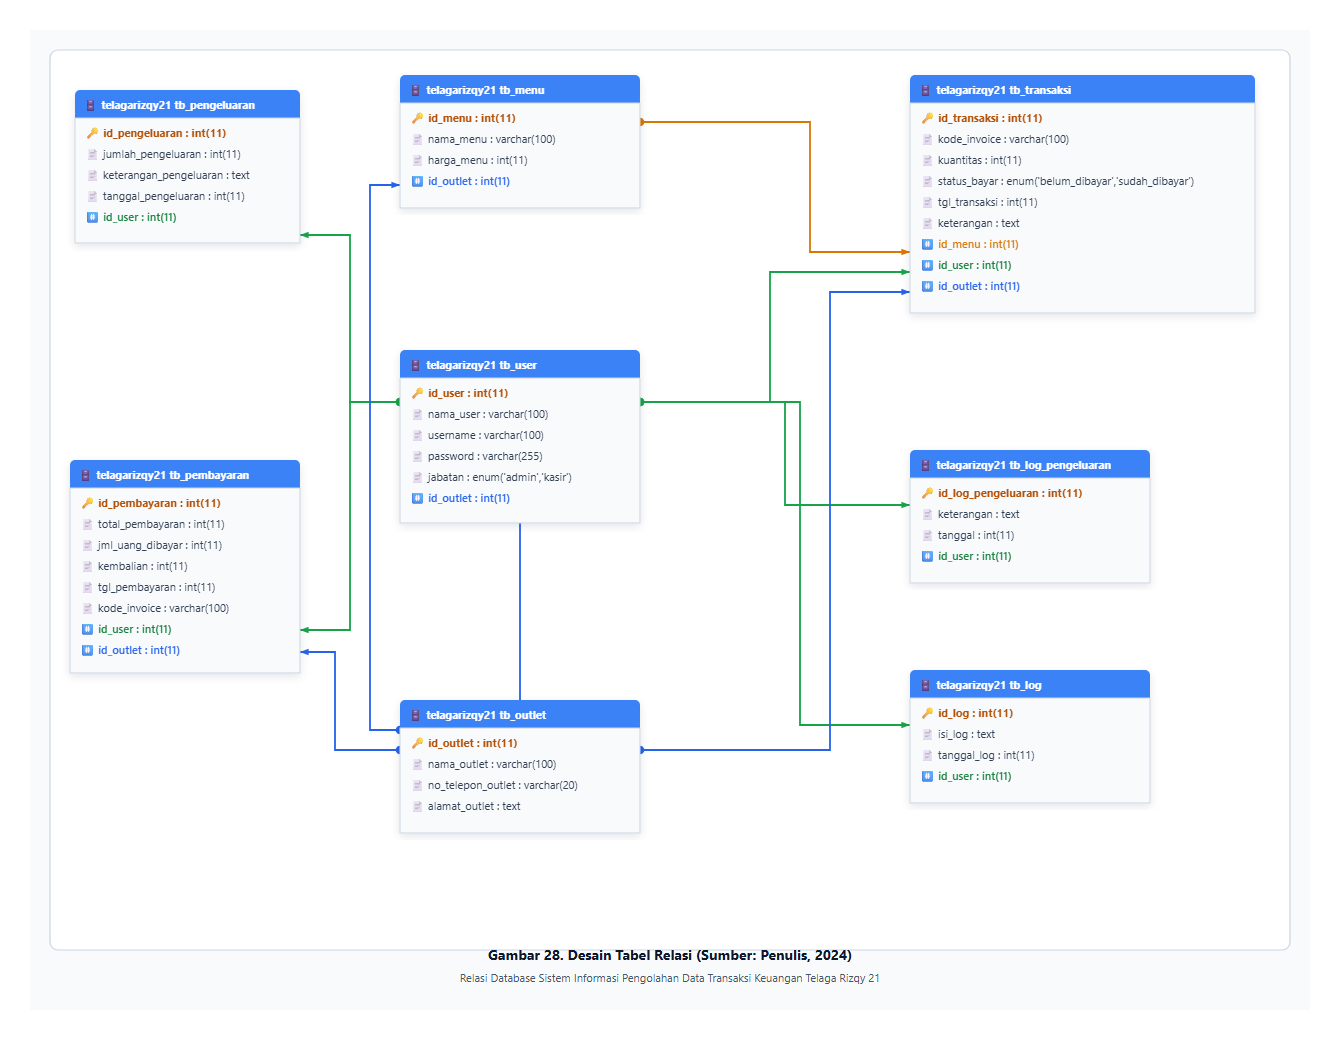 telagarizqy21 tb_pengeluaran
id_pengeluaran : int(11)
jumlah_pengeluaran : int(11)
keterangan_pengeluaran : text
tanggal_pengeluaran : int(11)
id_user : int(11)
telagarizqy21 tb_menu
id_menu : int(11)
nama_menu : varchar(100)
harga_menu : int(11)
id_outlet : int(11)
telagarizqy21 tb_transaksi
id_transaksi : int(11)
kode_invoice : varchar(100)
kuantitas : int(11)
status_bayar : enum('belum_dibayar','sudah_dibayar')
tgl_transaksi : int(11)
keterangan : text
id_menu : int(11)
id_user : int(11)
id_outlet : int(11)
telagarizqy21 tb_user
id_user : int(11)
nama_user : varchar(100)
username : varchar(100)
password : varchar(255)
jabatan : enum('admin','kasir')
id_outlet : int(11)
telagarizqy21 tb_pembayaran
id_pembayaran : int(11)
total_pembayaran : int(11)
jml_uang_dibayar : int(11)
kembalian : int(11)
tgl_pembayaran : int(11)
kode_invoice : varchar(100)
id_user : int(11)
id_outlet : int(11)
telagarizqy21 tb_log_pengeluaran
id_log_pengeluaran : int(11)
keterangan : text
tanggal : int(11)
id_user : int(11)
telagarizqy21 tb_outlet
id_outlet : int(11)
nama_outlet : varchar(100)
no_telepon_outlet : varchar(20)
alamat_outlet : text
telagarizqy21 tb_log
id_log : int(11)
isi_log : text
tanggal_log : int(11)
id_user : int(11)
Gambar 28. Desain Tabel Relasi (Sumber: Penulis, 2024)
Relasi Database Sistem Informasi Pengolahan Data Transaksi Keuangan Telaga Rizqy 21